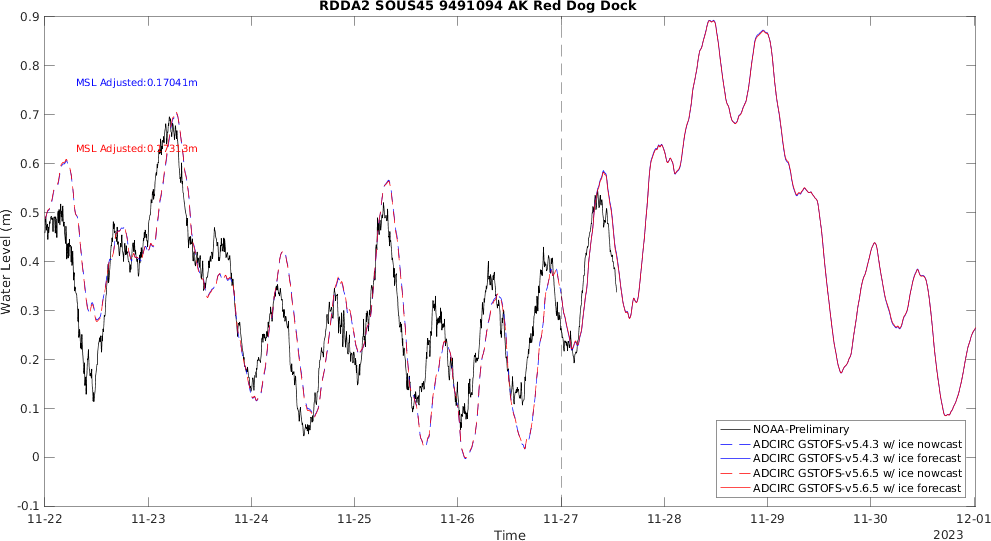 RDDA2 SOUS45 9491094 AK Red Dog Dock
0.9
0.8
0.7
0.6
0.5
0.4
0.3
0.2
0.1
0
-0.1
Water Level (m)
MSL Adjusted:0.17041m
MSL Adjusted:0.17313m
NOAA-Preliminary
ADCIRC GSTOFS-v5.4.3 w/ ice nowcast
ADCIRC GSTOFS-v5.4.3 w/ ice forecast
ADCIRC GSTOFS-v5.6.5 w/ ice nowcast
ADCIRC GSTOFS-v5.6.5 w/ ice forecast
11-22 11-23 11-24 11-25 11-26 11-27 11-28 11-29 11-30 12-01
Time
2023